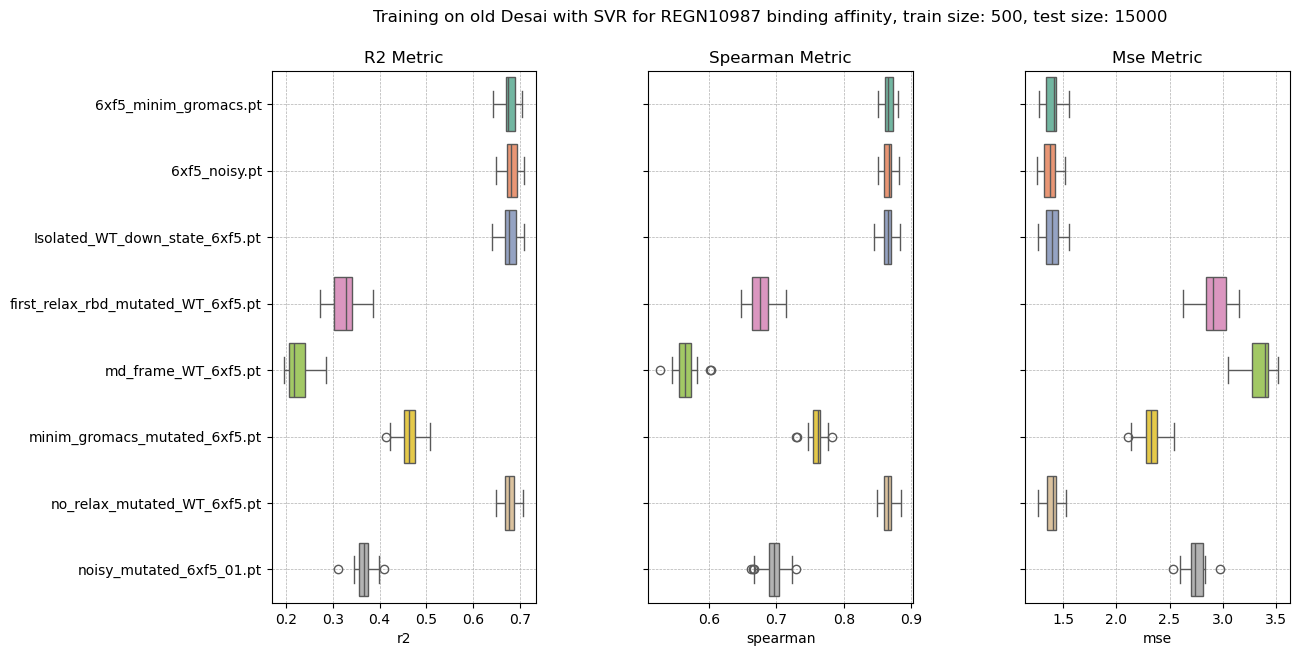 Training on old Desai with SVR for REGN10987 binding affinity, train size: 500, test size: 15000
R2 Metric
Spearman Metric
Mse Metric
6xf5_minim_gromacs.pt
6xf5_noisy.pt
Isolated_WT_down_state_6xf5.pt
first_relax_rbd_mutated_WT_6xf5.pt
md_frame_WT_6xf5.pt
minim_gromacs_mutated_6xf5.pt
no_relax_mutated_WT_6xf5.pt
noisy_mutated_6xf5_01.pt
0.2 0.3 0.4 0.5 0.6 0.7
r2
0.6 0.7 0.8 0.9
spearman
1.5 2.0 2.5 3.0 3.5
mse